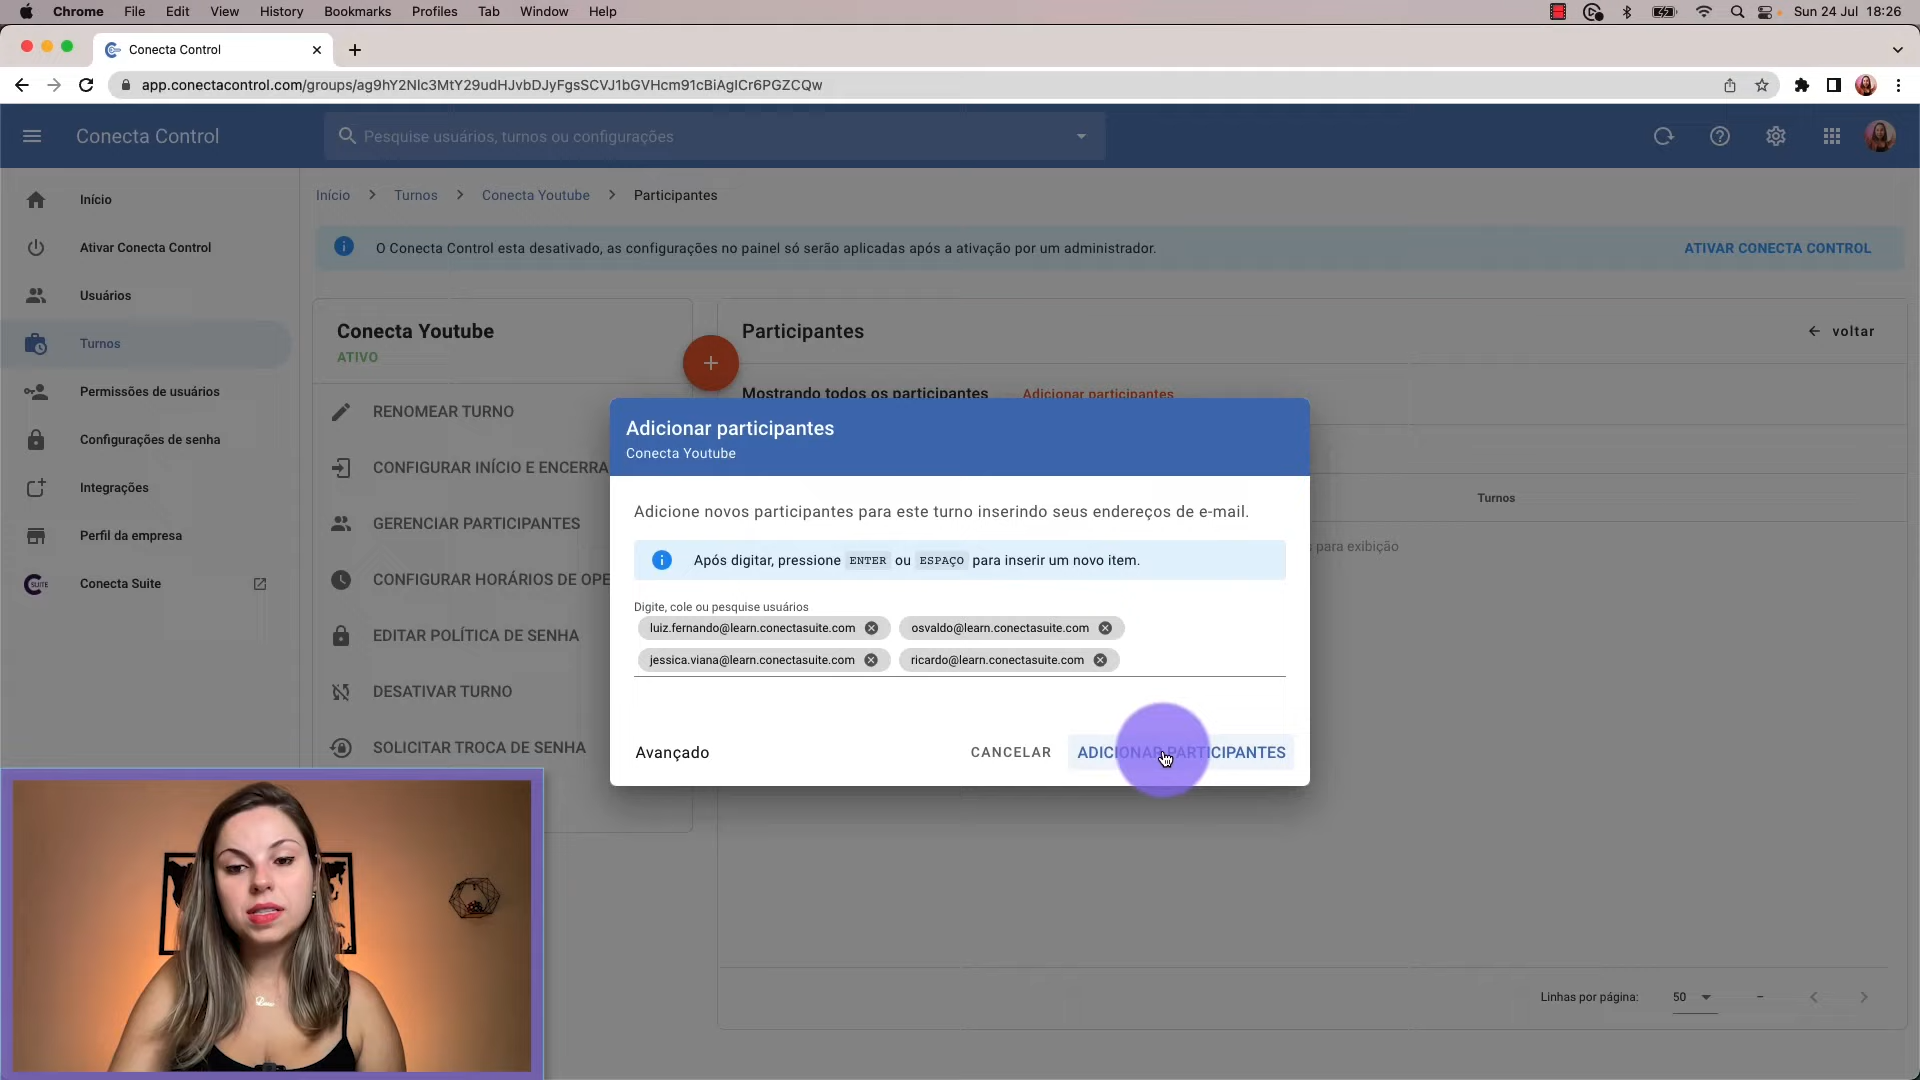 Chrome File Edit View History Bookmarks Profiles Tab Window Help Sun 24 Jul 18:26
Conecta Control
app.conectacontrol.com/groups/ag9hY2Nlc3MtY29udHJvbDJyFgsSCVJ1bGVHcm91cBiAgICr6PGZCQw
Conecta Control
Pesquise usuários, turnos ou configurações
Início
Ativar Conecta Control
Usuários
Turnos
Permissões de usuários
Configurações de senha
Integrações
Perfil da empresa
SUITE
Conecta Suite
Início > Turnos > Conecta Youtube > Participantes
O Conecta Control esta desativado, as configurações no painel só serão aplicadas após a ativação por um administrador.
ATIVAR CONECTA CONTROL
Conecta Youtube
ATIVO
RENOMEAR TURNO
CONFIGURAR INÍCIO E ENCERRA
GERENCIAR PARTICIPANTES
CONFIGURAR HORÁRIOS DE OPE
EDITAR POLÍTICA DE SENHA
DESATIVAR TURNO
SOLICITAR TROCA DE SENHA
Participantes
voltar
Mostrando todos os participantes
Adicionar participantes
Turnos
para exibição
Linhas por página: 50 –
Adicionar participantes
Conecta Youtube
Adicione novos participantes para este turno inserindo seus endereços de e-mail.
Após digitar, pressione ENTER ou ESPAÇO para inserir um novo item.
Digite, cole ou pesquise usuários
luiz.fernando@learn.conectasuite.com
osvaldo@learn.conectasuite.com
jessica.viana@learn.conectasuite.com
ricardo@learn.conectasuite.com
Avançado
CANCELAR
ADICIONAR PARTICIPANTES